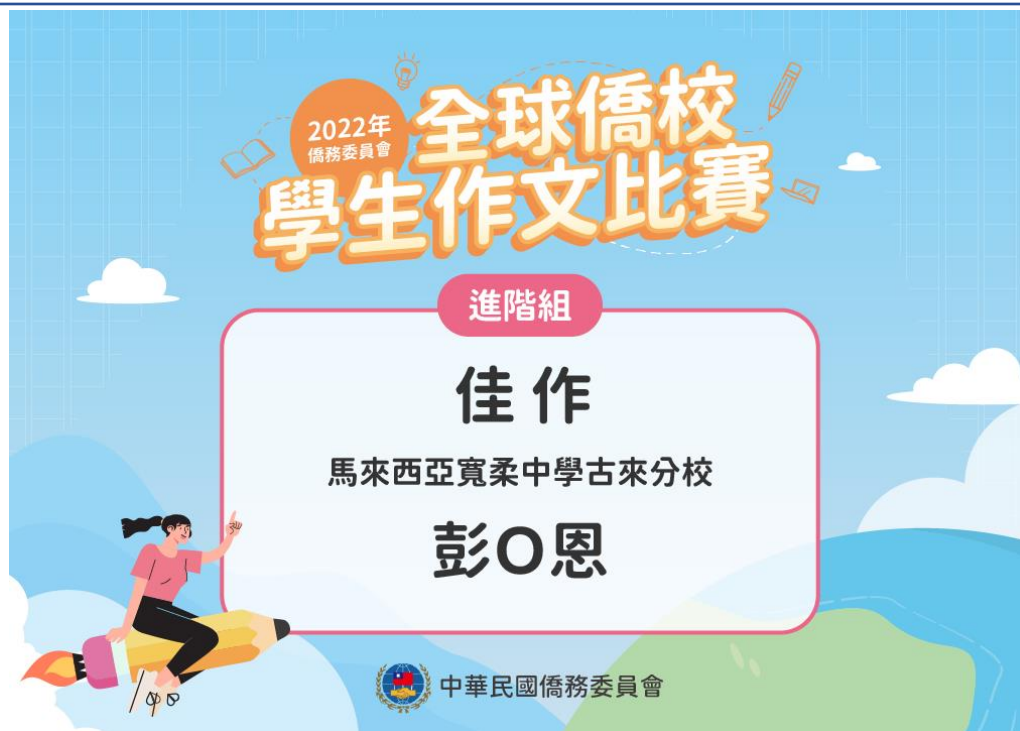 2022年
僑務委員會
全球僑校
學生作文比賽
進階組
佳作
馬來西亞寬柔中學古來分校
彭O恩
中華民國僑務委員會